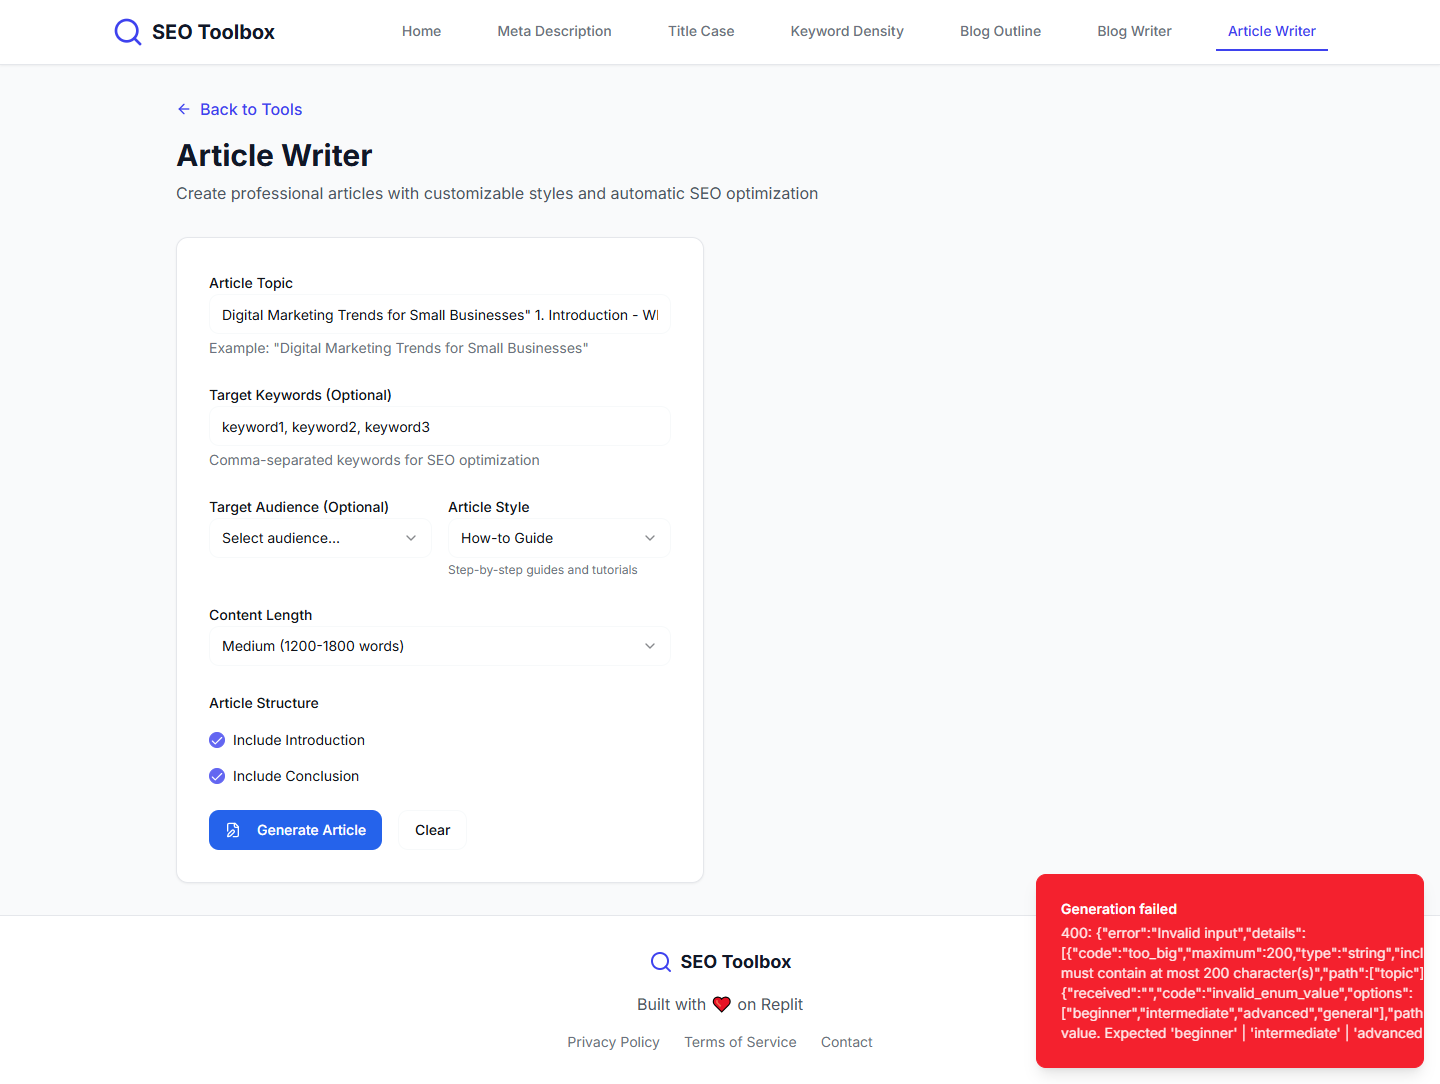 SEO Toolbox
Home
Meta Description
Title Case
Keyword Density
Blog Outline
Blog Writer
Article Writer
Back to Tools
Article Writer
Create professional articles with customizable styles and automatic SEO optimization
Article Topic
Digital Marketing Trends for Small Businesses" 1. Introduction -
Example: "Digital Marketing Trends for Small Businesses"
Target Keywords (Optional)
keyword1, keyword2, keyword3
Comma-separated keywords for SEO optimization
Target Audience (Optional)
Select audience...
Article Style
How-to Guide
Step-by-step guides and tutorials
Content Length
Medium (1200-1800 words)
Article Structure
Include Introduction
Include Conclusion
Generate Article
Clear
Generation failed
400: {"error":"Invalid input","details":
[{"code":"too_big","maximum":200,"type":"string","incl
must contain at most 200 character(s)","path":["topic"]
{"received":"","code":"invalid_enum_value","options":
["beginner","intermediate","advanced","general"],"path
value. Expected 'beginner' | 'intermediate' | 'advanced
SEO Toolbox
Built with ❤️ on Replit
Privacy Policy
Terms of Service
Contact